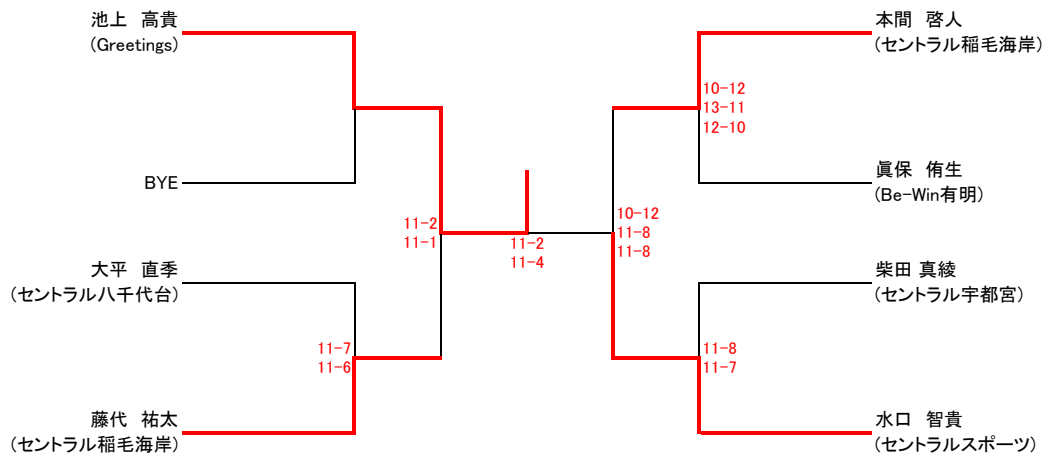 池上　高貴
(Greetings)
BYE
大平　直季
(セントラル八千代台)
藤代　祐太
(セントラル稲毛海岸)
11-7
11-6
11-2
11-1
11-2
11-4
本間　啓人
(セントラル稲毛海岸)
10-12
13-11
12-10
眞保　侑生
(Be-Win有明)
10-12
11-8
11-8
柴田 真綾
(セントラル宇都宮)
11-8
11-7
水口　智貴
(セントラルスポーツ)